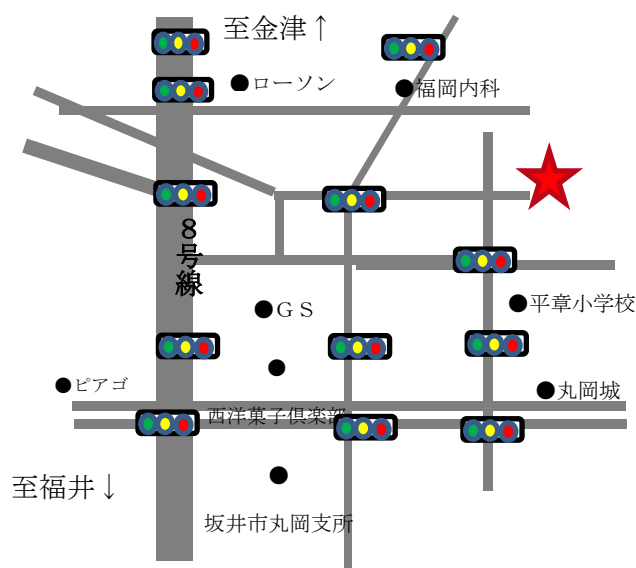 至金津↑
●ローソン
●福岡内科
８号線
●ＧＳ
●平章小学校
●ピアゴ
●丸岡城
西洋菓子倶楽部
至福井↓
坂井市丸岡支所